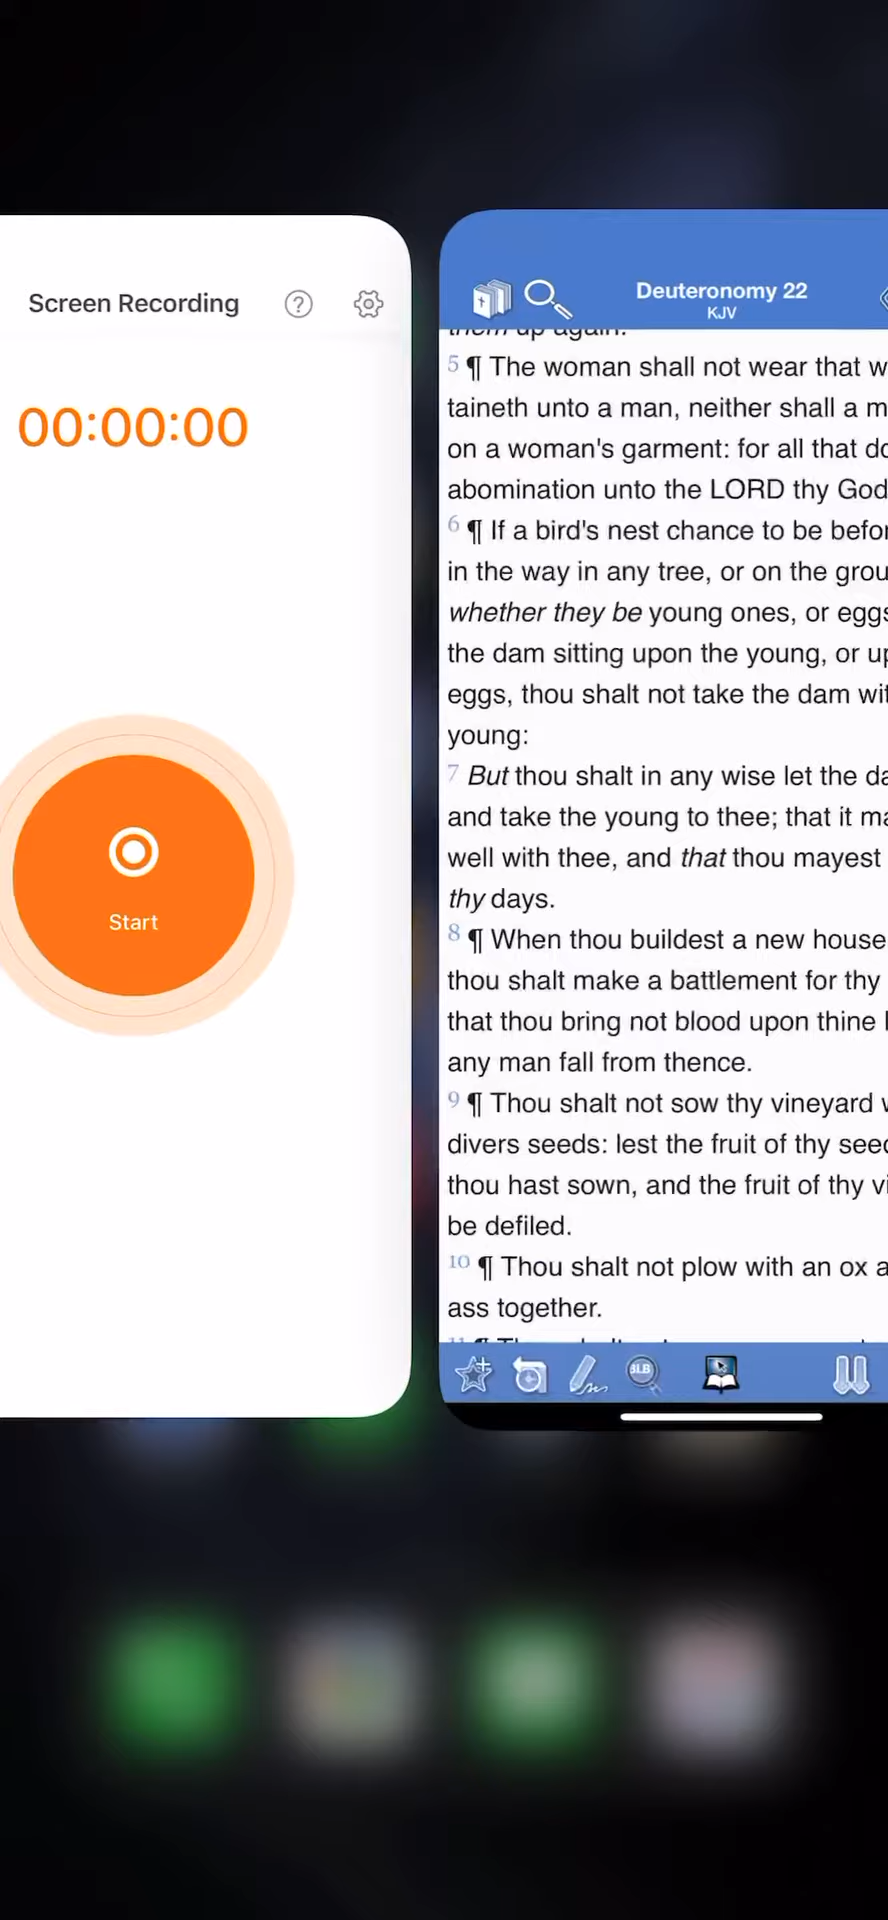 Screen Recording
00:00:00
Start
Deuteronomy 22
KJV
them up again.
5 ¶ The woman shall not wear that
taineth unto a man, neither shall a
on a woman's garment: for all that
abomination unto the LORD thy God
6 ¶ If a bird's nest chance to be
in the way in any tree, or on the
whether they be young ones, or eggs
the dam sitting upon the young, or
eggs, thou shalt not take the dam
young:
7 But thou shalt in any wise let the
and take the young to thee; that it
well with thee, and that thou mayest
thy days.
8 ¶ When thou buildest a new house
thou shalt make a battlement for thy
that thou bring not blood upon thine
any man fall from thence.
9 ¶ Thou shalt not sow thy vineyard
divers seeds: lest the fruit of thy
thou hast sown, and the fruit of thy
be defiled.
10 ¶ Thou shalt not plow with an ox
ass together.
BLB